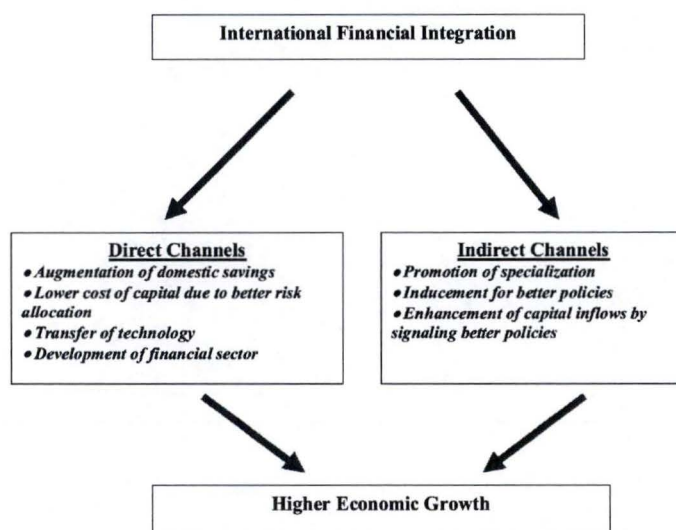 International Financial Integration
Direct Channels
● Augmentation of domestic savings
● Lower cost of capital due to better risk
allocation
● Transfer of technology
● Development of financial sector
Indirect Channels
● Promotion of specialization
● Inducement for better policies
● Enhancement of capital inflows by
signaling better policies
Higher Economic Growth